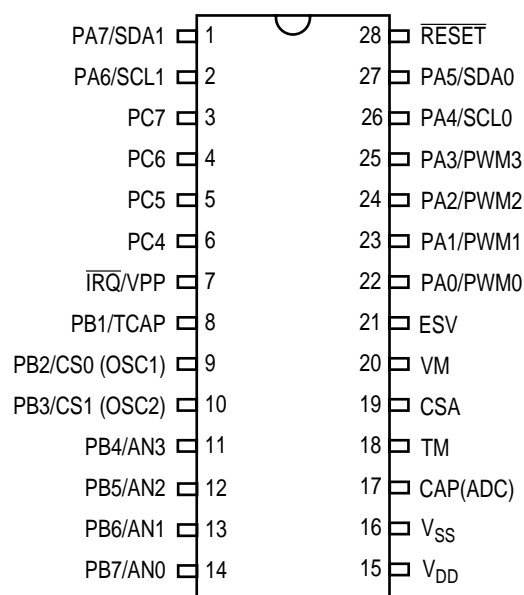 PA7/SDA1 1 28 RESET
PA6/SCL1 2 27 PA5/SDA0
PC7 3 26 PA4/SCL0
PC6 4 25 PA3/PWM3
PC5 5 24 PA2/PWM2
PC4 6 23 PA1/PWM1
IRQ/VPP 7 22 PA0/PWM0
PB1/TCAP 8 21 ESV
PB2/CS0 (OSC1) 9 20 VM
PB3/CS1 (OSC2) 10 19 CSA
PB4/AN3 11 18 TM
PB5/AN2 12 17 CAP(ADC)
PB6/AN1 13 16 VSS
PB7/AN0 14 15 VDD